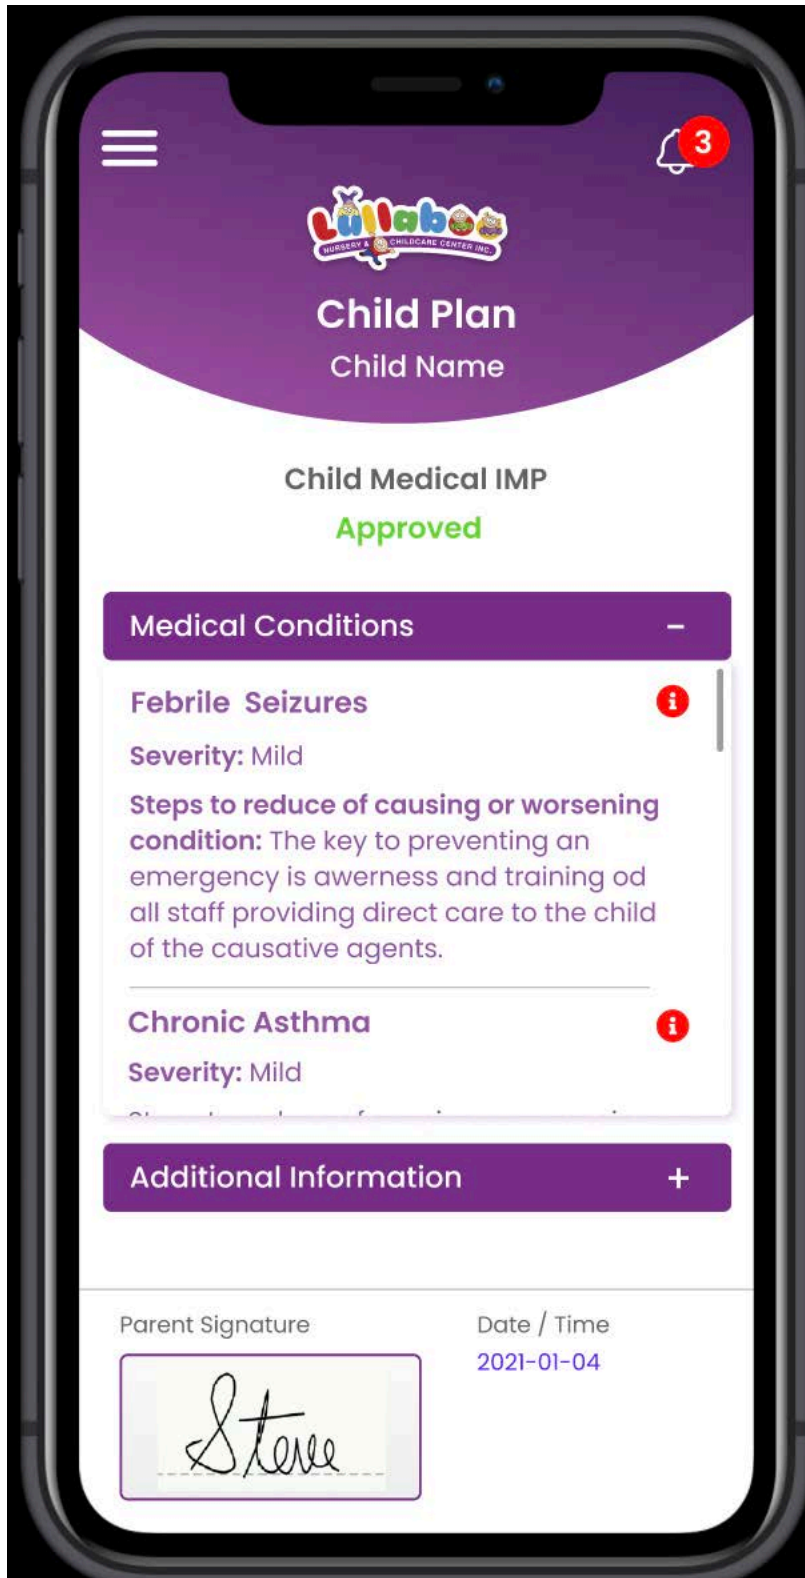 3
Lullaboo
NURSERY & CHILDCARE CENTER INC.
Child Plan
Child Name
Child Medical IMP
Approved
Medical Conditions −
Febrile Seizures
Severity: Mild
Steps to reduce of causing or worsening
condition: The key to preventing an
emergency is awerness and training od
all staff providing direct care to the child
of the causative agents.
Chronic Asthma
Severity: Mild
Additional Information +
Parent Signature
Date / Time
2021-01-04
Steve